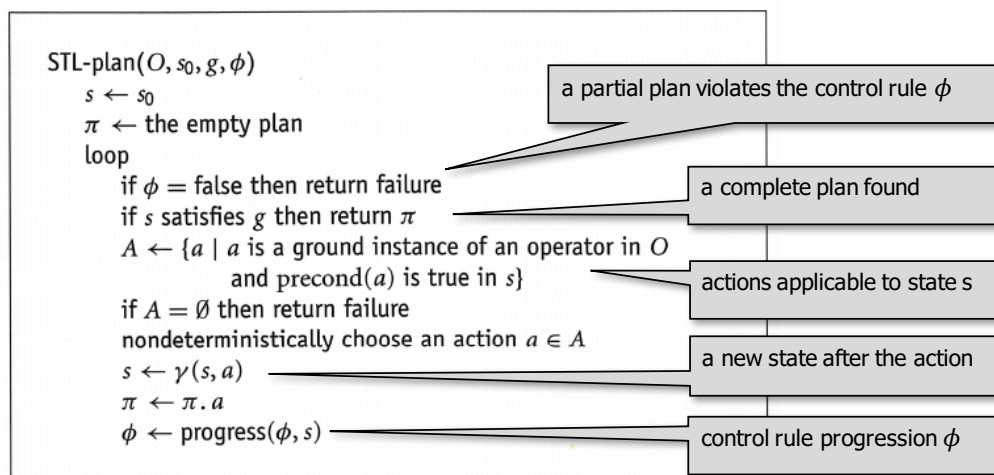 STL-plan(O, s₀, g, ϕ)
s ← s₀
π ← the empty plan
loop
if ϕ = false then return failure
if s satisfies g then return π
A ← {a | a is a ground instance of an operator in O
and precond(a) is true in s}
if A = Ø then return failure
nondeterministically choose an action a ∈ A
s ← γ(s, a)
π ← π . a
ϕ ← progress(ϕ, s)
a partial plan violates the control rule ϕ
a complete plan found
actions applicable to state s
a new state after the action
control rule progression ϕ